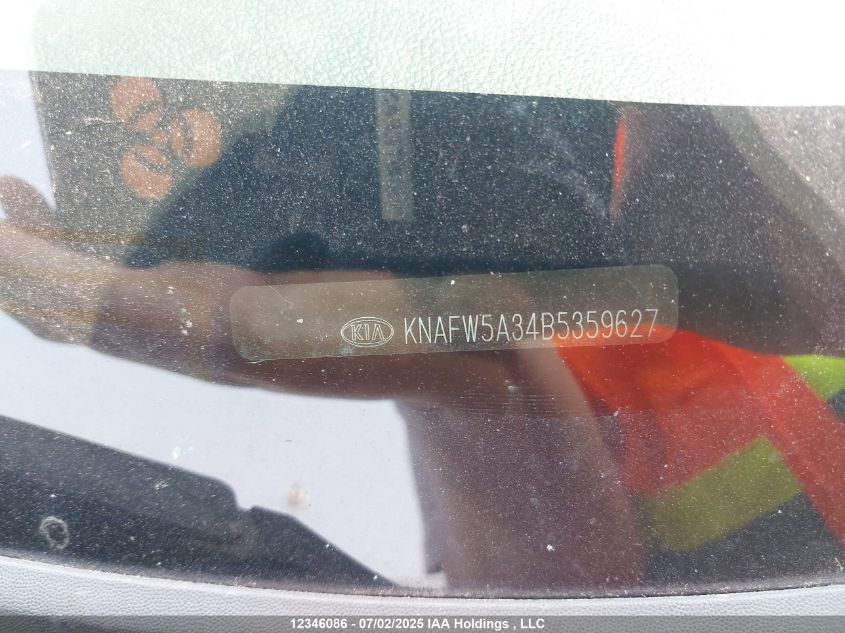 KIA KNAFW5A34B5359627
12346086 - 07/02/2025 IAA Holdings , LLC